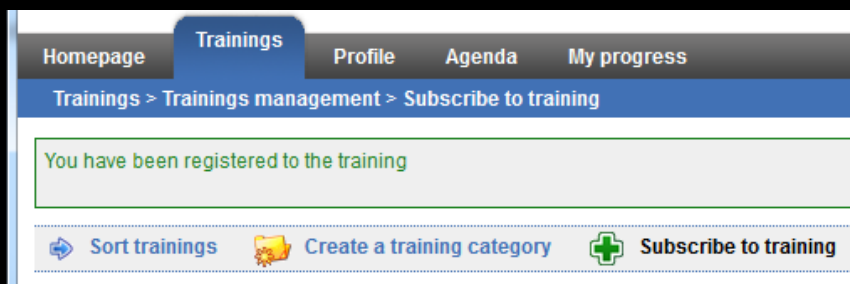 Homepage Trainings Profile Agenda My progress
Trainings > Trainings management > Subscribe to training
You have been registered to the training
Sort trainings Create a training category Subscribe to training